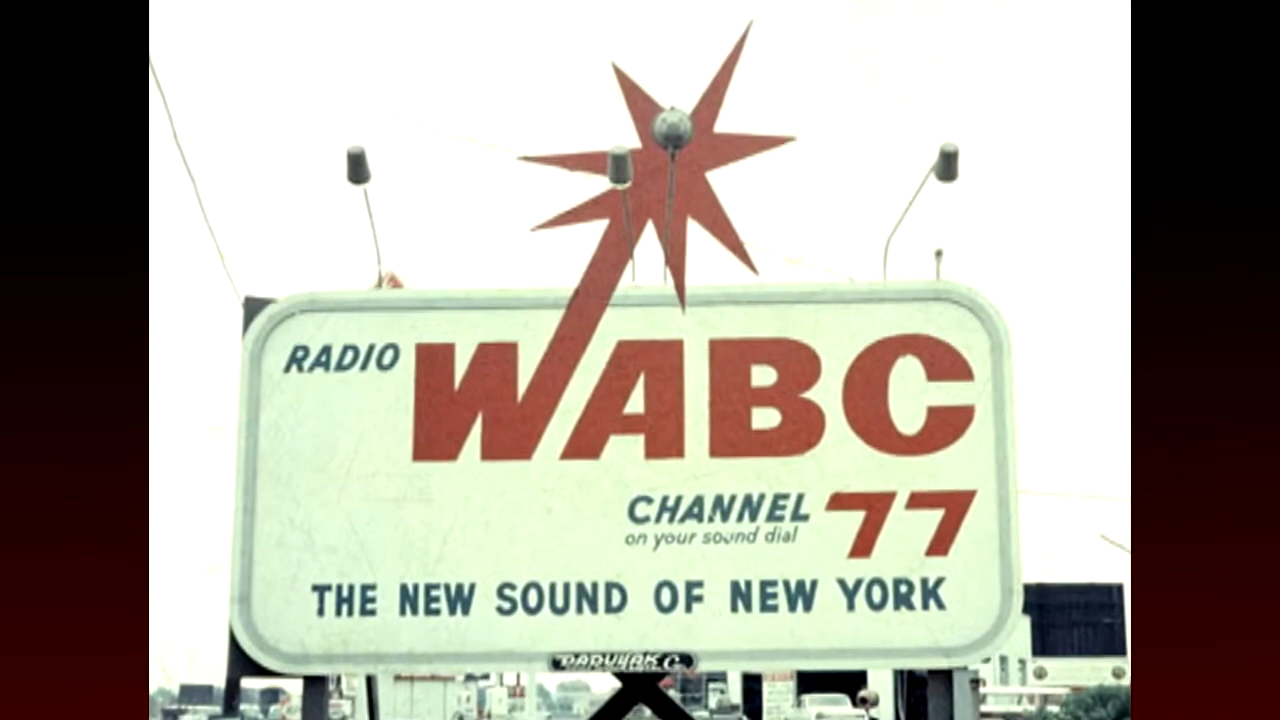 RADIO WABC
CHANNEL 77
on your sound dial
THE NEW SOUND OF NEW YORK